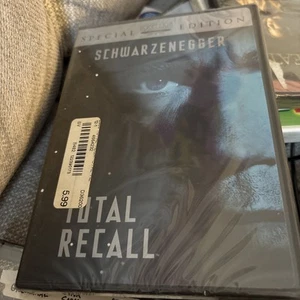 SPECIAL EDITION
SCHWARZENEGGER
5.99
TOTAL
RECALL